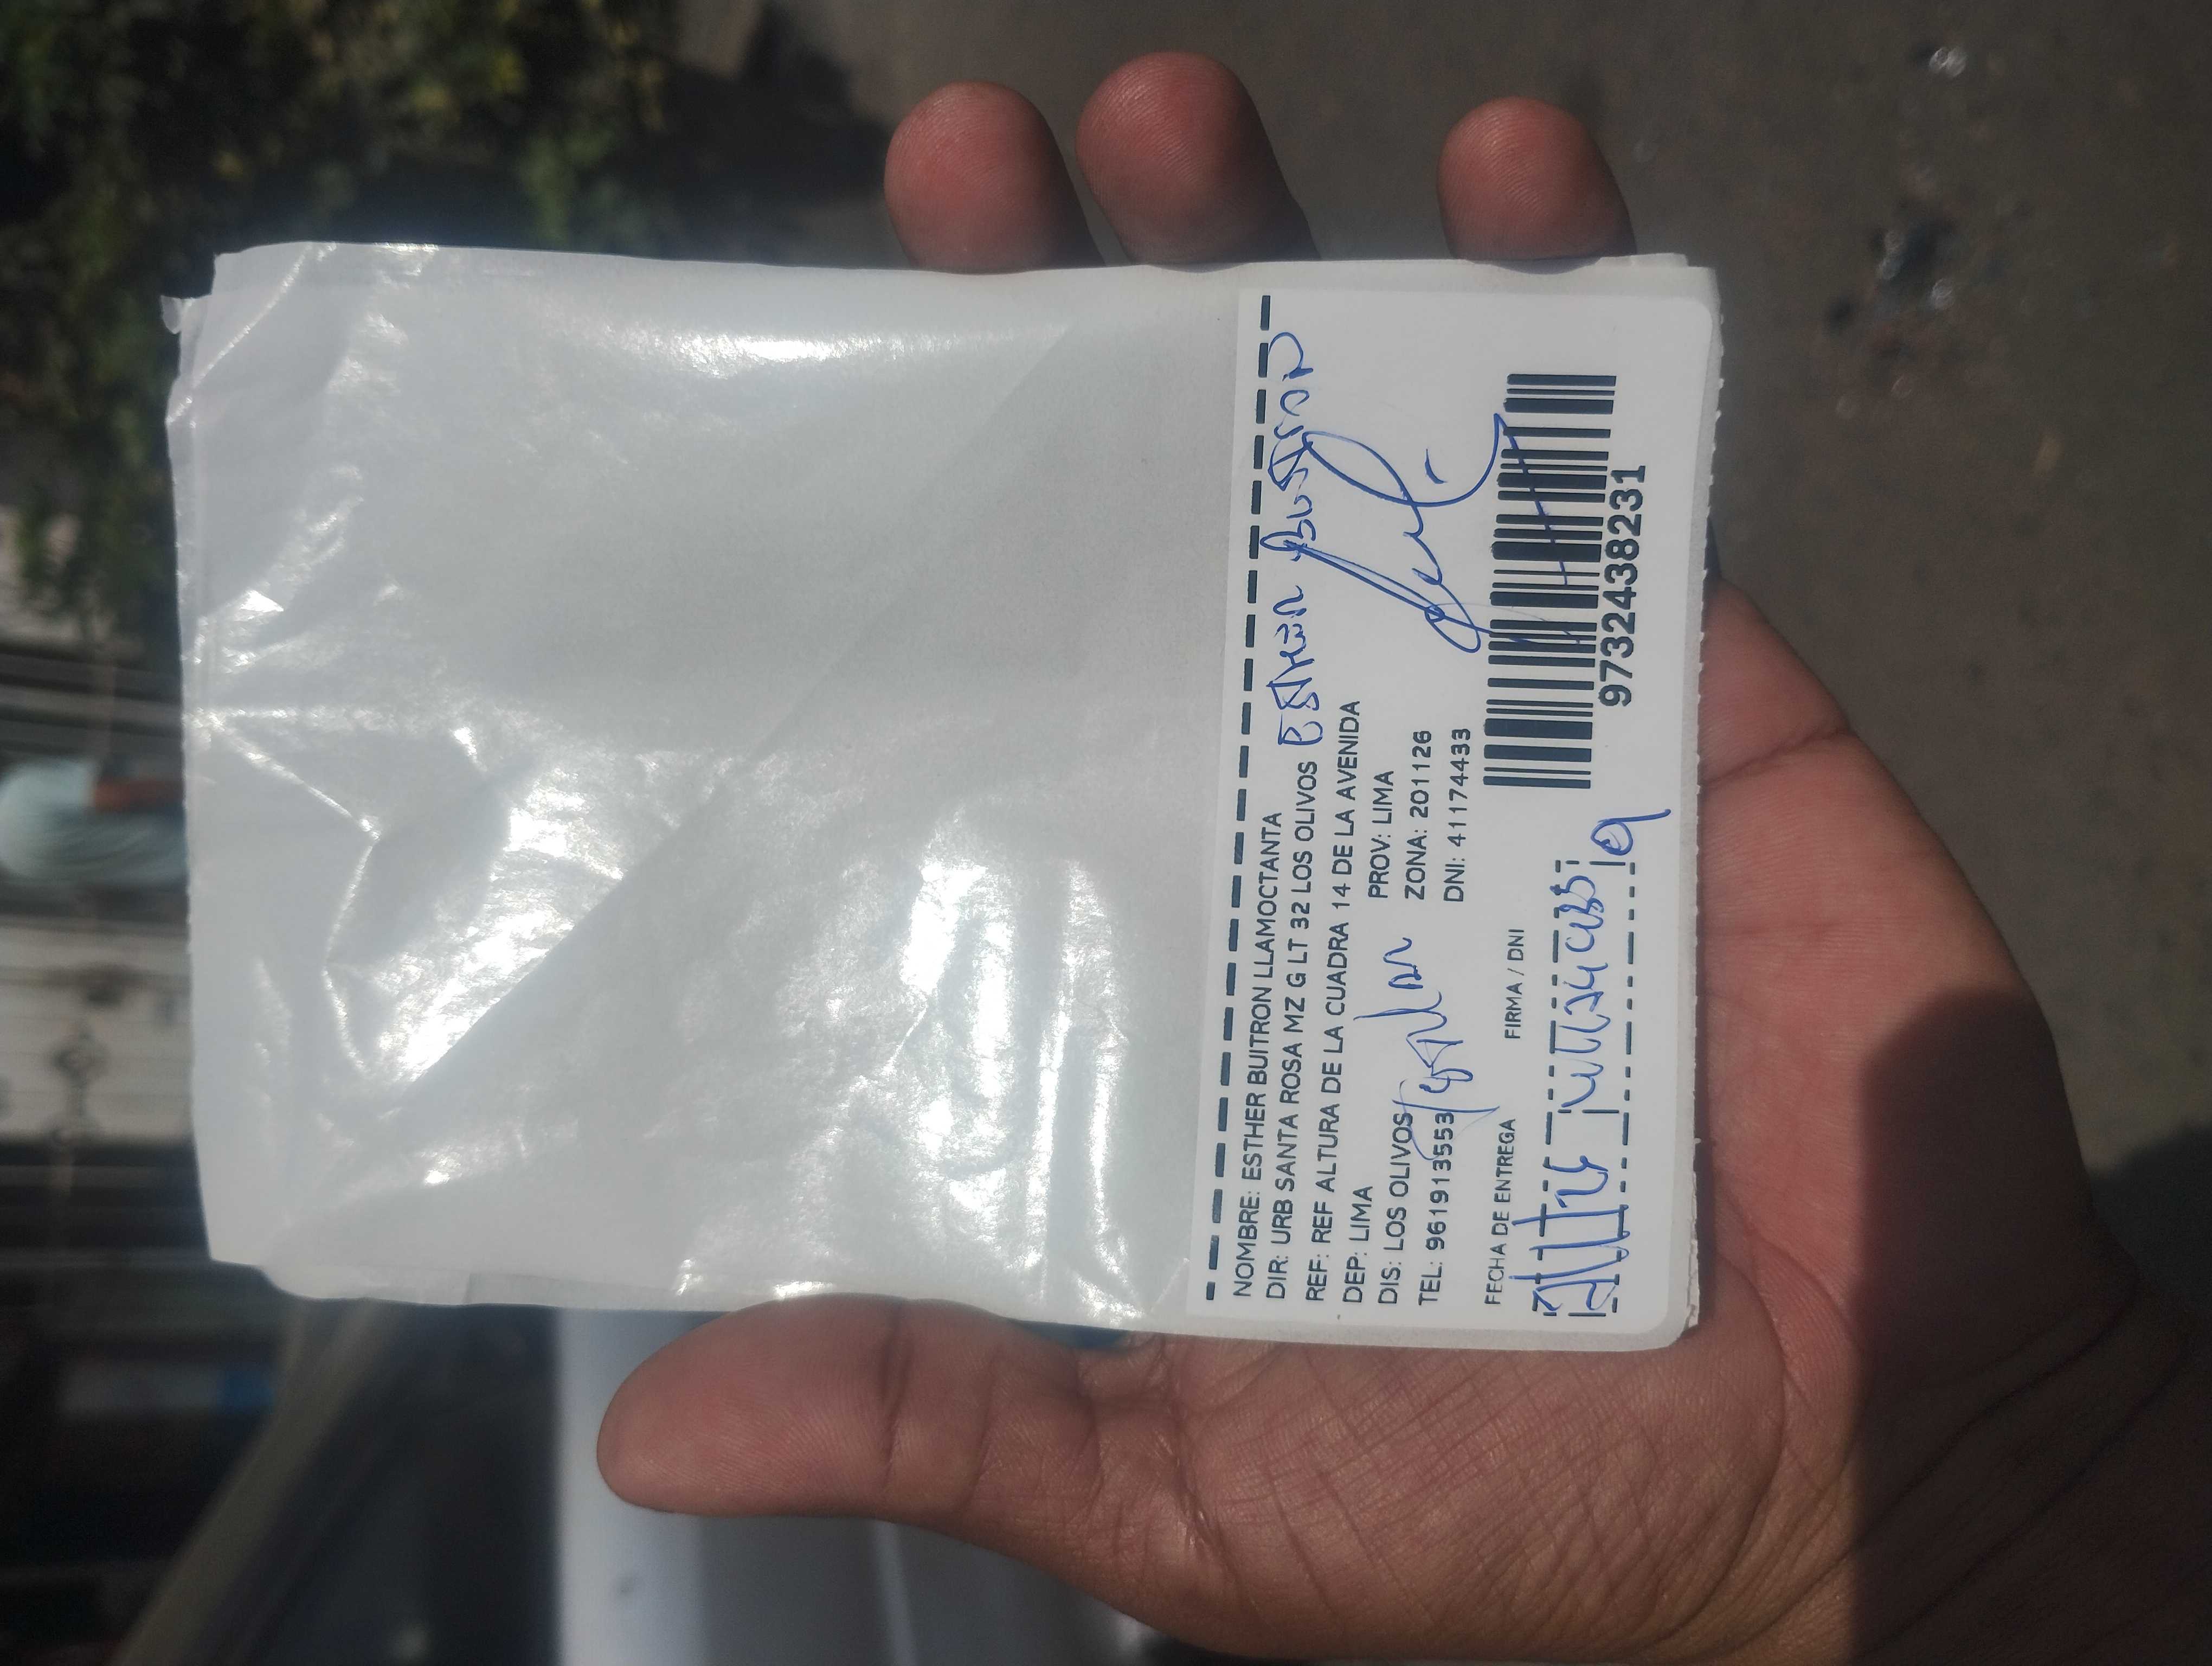 NOMBRE: ESTHER BUITRON LLAMOCTANTA
DIR: URB SANTA ROSA MZ G LT 32 LOS OLIVOS
REF: REF ALTURA DE LA CUADRA 14 DE LA AVENIDA
DEP: LIMA PROV: LIMA
DIS: LOS OLIVOS ZONA: 201126
TEL: 961913553 DNI: 41174433
FECHA DE ENTREGA FIRMA / DNI
9732438231